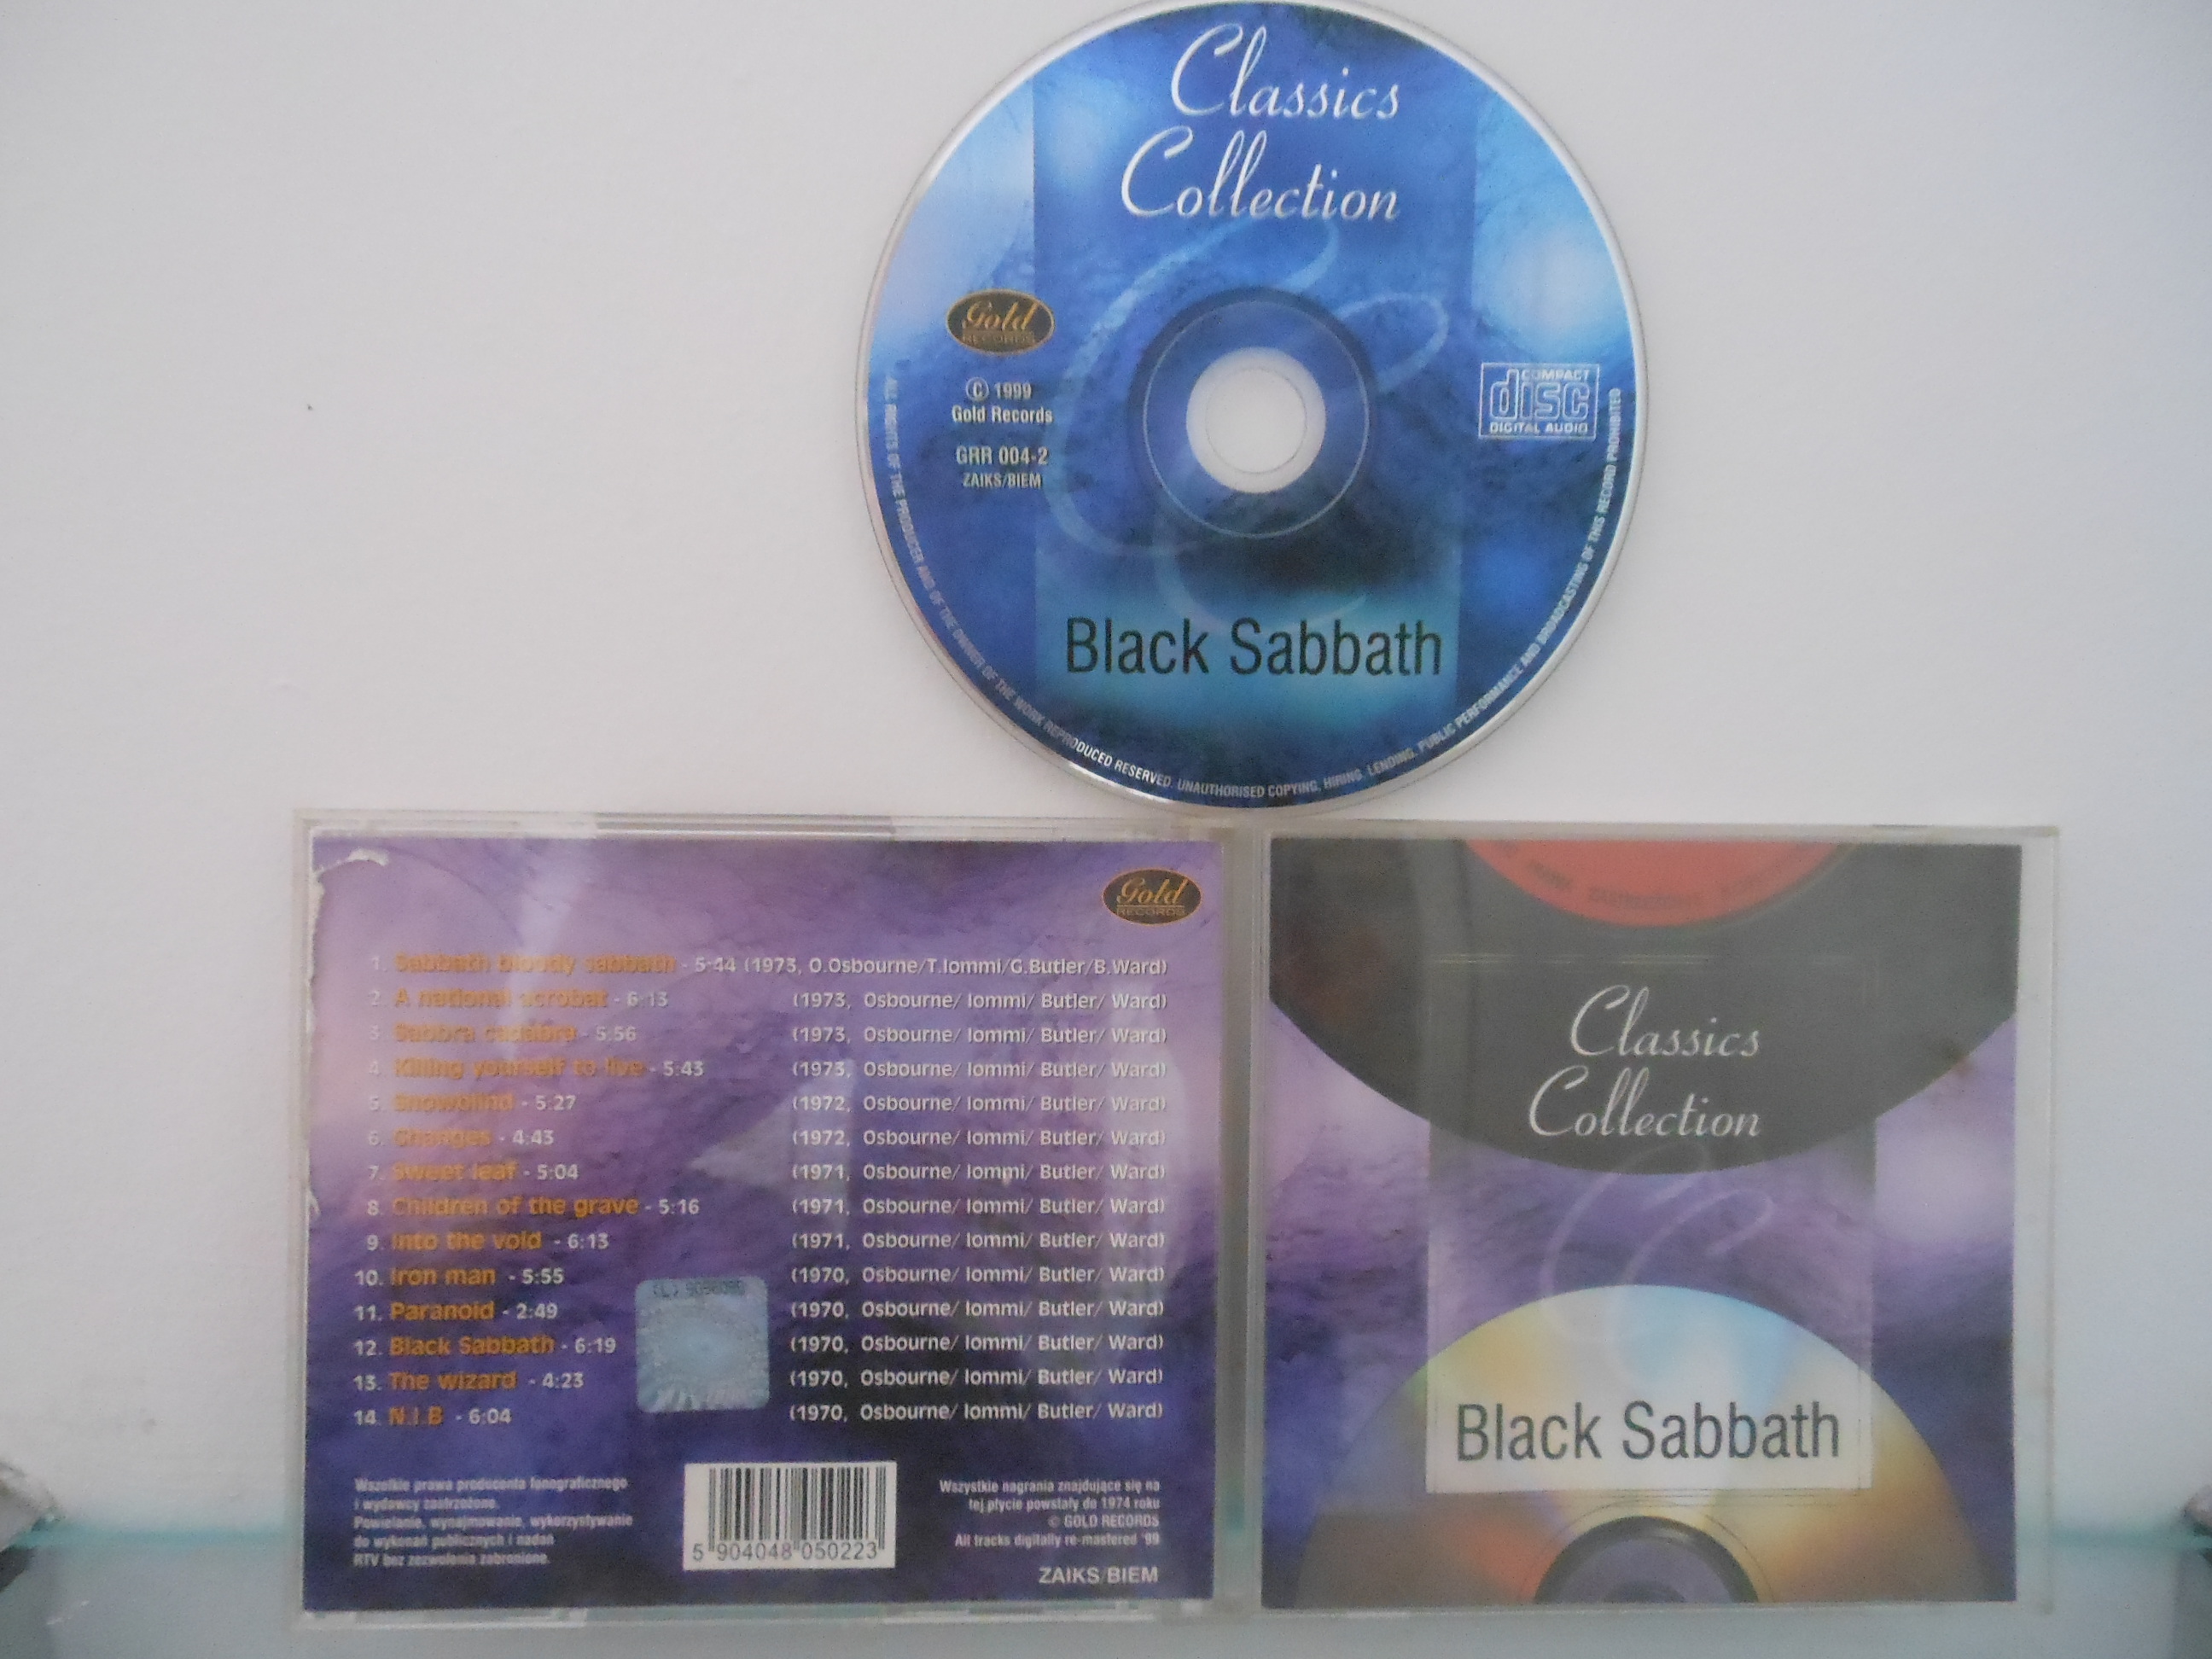 Classics
Collection
Gold
RECORDS
© 1999
Gold Records
GRR 004-2
ZAIKS/BIEM
COMPACT
disc
DIGITAL AUDIO
Black Sabbath
ALL RIGHTS OF THE PRODUCER AND OF THE OWNER OF THE WORK REPRODUCED RESERVED. UNAUTHORISED COPYING, HIRING, LENDING, PUBLIC PERFORMANCE AND BROADCASTING OF THIS RECORD PROHIBITED
Gold
RECORDS
1. Sabbath bloody sabbath - 5:44 (1973, O.Osbourne/T.Iommi/G.Butler/B.Ward)
2. A national acrobat - 6:13 (1973, Osbourne/ Iommi/ Butler/ Ward)
3. Sabbra cadabra - 5:56 (1973, Osbourne/ Iommi/ Butler/ Ward)
4. Killing yourself to live - 5:43 (1973, Osbourne/ Iommi/ Butler/ Ward)
5. Snowblind - 5:27 (1972, Osbourne/ Iommi/ Butler/ Ward)
6. Changes - 4:43 (1972, Osbourne/ Iommi/ Butler/ Ward)
7. Sweet leaf - 5:04 (1971, Osbourne/ Iommi/ Butler/ Ward)
8. Children of the grave - 5:16 (1971, Osbourne/ Iommi/ Butler/ Ward)
9. Into the void - 6:13 (1971, Osbourne/ Iommi/ Butler/ Ward)
10. Iron man - 5:55 (1970, Osbourne/ Iommi/ Butler/ Ward)
11. Paranoid - 2:49 (1970, Osbourne/ Iommi/ Butler/ Ward)
12. Black Sabbath - 6:19 (1970, Osbourne/ Iommi/ Butler/ Ward)
13. The wizard - 4:23 (1970, Osbourne/ Iommi/ Butler/ Ward)
14. N.I.B - 6:04 (1970, Osbourne/ Iommi/ Butler/ Ward)
Wszelkie prawa producenta fonograficznego
i wydawcy zastrzeżone.
Powielanie, wynajmowanie, wykorzystywanie
do wykonań publicznych i nadań
RTV bez zezwolenia zabronione.
5 904048 050223
Wszystkie nagrania znajdujące się na
tej płycie powstały do 1974 roku
© GOLD RECORDS
All tracks digitally re-mastered '99
ZAIKS/BIEM
Classics
Collection
Black Sabbath